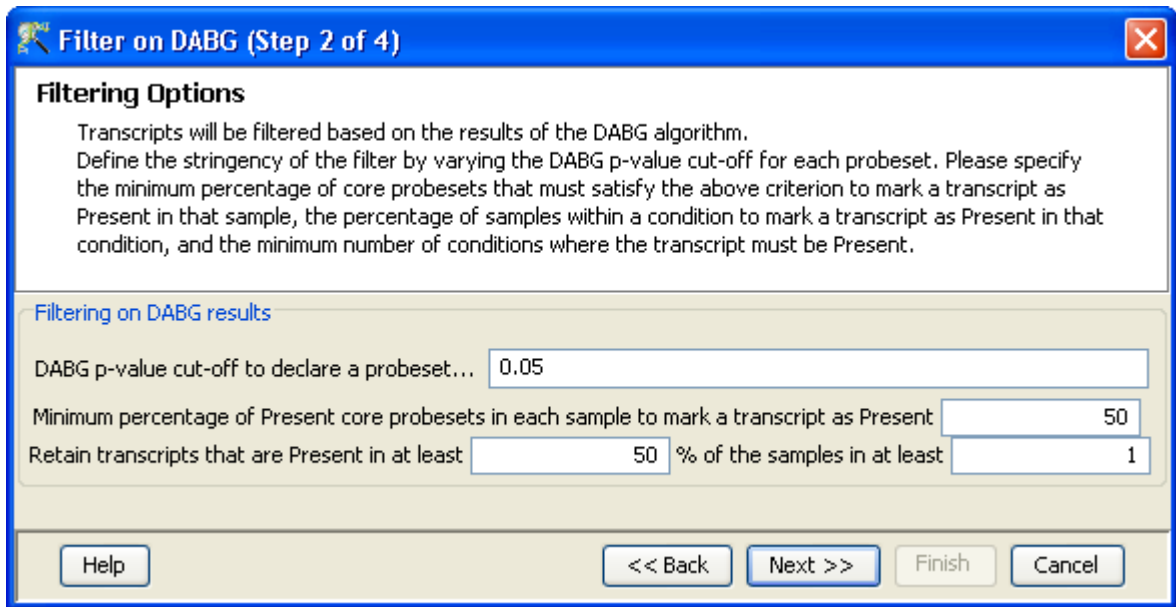 Filter on DABG (Step 2 of 4)
Filtering Options
Transcripts will be filtered based on the results of the DABG algorithm.
Define the stringency of the filter by varying the DABG p-value cut-off for each probeset. Please specify
the minimum percentage of core probesets that must satisfy the above criterion to mark a transcript as
Present in that sample, the percentage of samples within a condition to mark a transcript as Present in that
condition, and the minimum number of conditions where the transcript must be Present.
Filtering on DABG results
DABG p-value cut-off to declare a probeset... 0.05
Minimum percentage of Present core probesets in each sample to mark a transcript as Present 50
Retain transcripts that are Present in at least 50 % of the samples in at least 1
Help << Back Next >> Finish Cancel